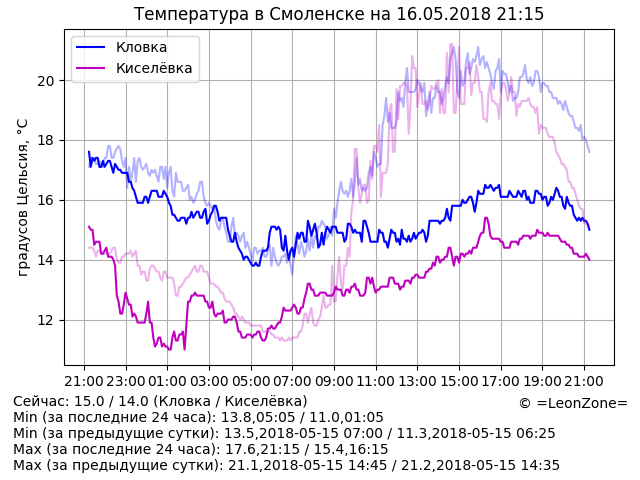 Температура в Смоленске на 16.05.2018 21:15
Кловка
Киселёвка
градусов Цельсия, °C
20
18
16
14
12
21:00 23:00 01:00 03:00 05:00 07:00 09:00 11:00 13:00 15:00 17:00 19:00 21:00
Сейчас: 15.0 / 14.0 (Кловка / Киселёвка)
© =LeonZone=
Min (за последние 24 часа): 13.8,05:05 / 11.0,01:05
Min (за предыдущие сутки): 13.5,2018-05-15 07:00 / 11.3,2018-05-15 06:25
Max (за последние 24 часа): 17.6,21:15 / 15.4,16:15
Max (за предыдущие сутки): 21.1,2018-05-15 14:45 / 21.2,2018-05-15 14:35